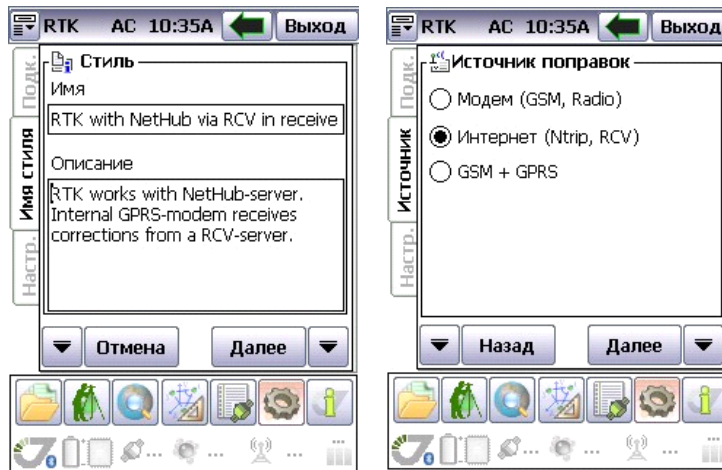 RTK AC 10:35A Выход
Стиль
Имя
RTK with NetHub via RCV in receive
Описание
RTK works with NetHub-server.
Internal GPRS-modem receives
corrections from a RCV-server.
Подк.
Имя стиля
Настр.
Отмена Далее
RTK AC 10:35A Выход
Источник поправок
Модем (GSM, Radio)
Интернет (Ntrip, RCV)
GSM + GPRS
Подк.
Источник
Настр.
Назад Далее